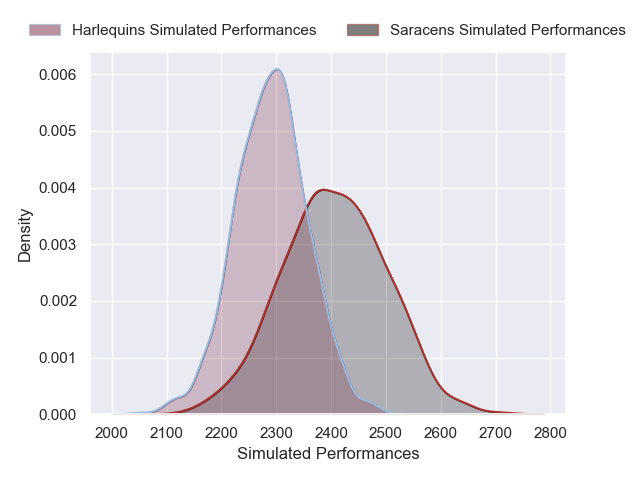 Harlequins Simulated Performances
Saracens Simulated Performances
0.006
0.005
0.004
0.003
0.002
0.001
0.000
Density
2000 2100 2200 2300 2400 2500 2600 2700 2800
Simulated Performances